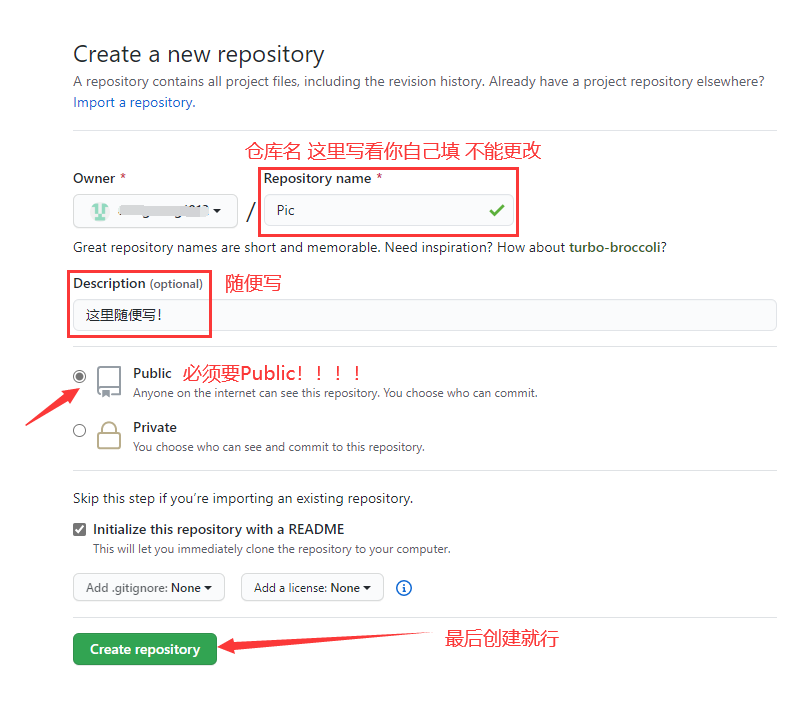 Create a new repository
A repository contains all project files, including the revision history. Already have a project repository elsewhere?
Import a repository.
仓库名 这里写看你自己填 不能更改
Owner *
Repository name *
/
Pic
Great repository names are short and memorable. Need inspiration? How about turbo-broccoli?
Description (optional)
随便写
这里随便写！
Public 必须要Public！！！！
Anyone on the internet can see this repository. You choose who can commit.
Private
You choose who can see and commit to this repository.
Skip this step if you're importing an existing repository.
Initialize this repository with a README
This will let you immediately clone the repository to your computer.
Add .gitignore: None
Add a license: None
最后创建就行
Create repository